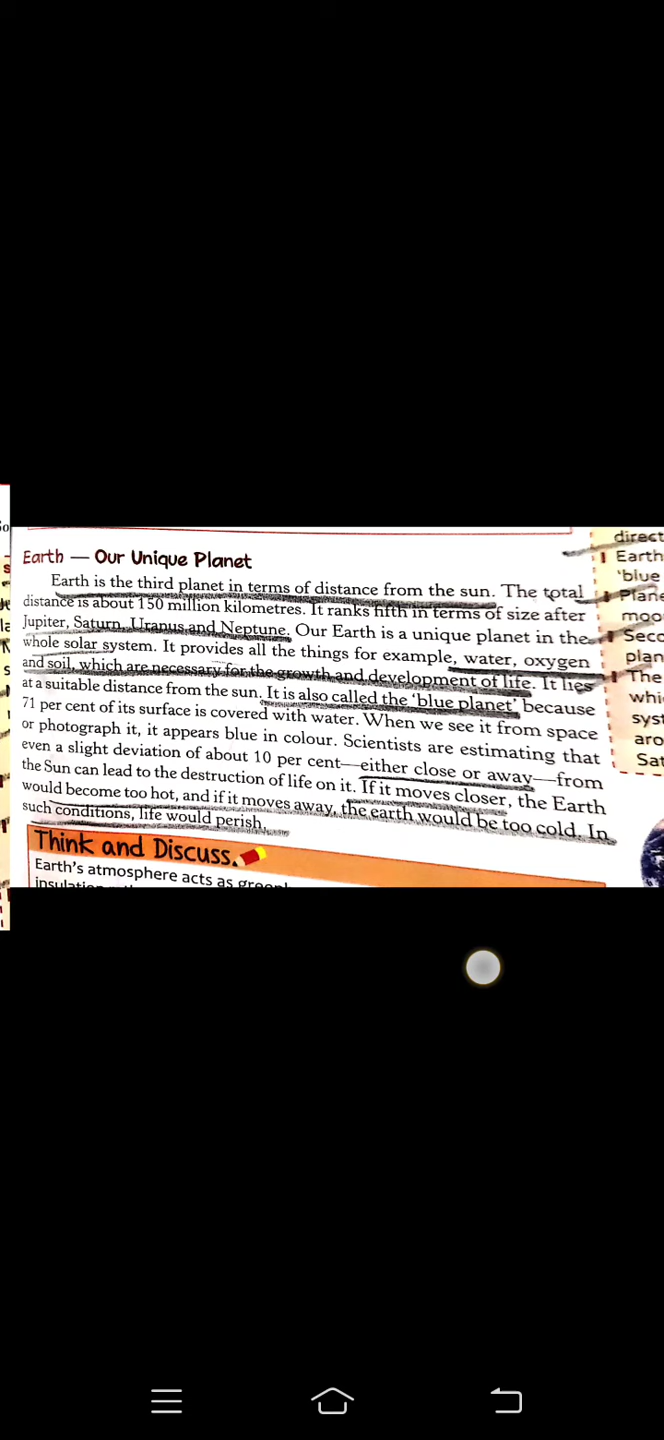 Earth — Our Unique Planet
Earth is the third planet in terms of distance from the sun. The total
distance is about 150 million kilometres. It ranks fifth in terms of size after
Jupiter, Saturn, Uranus and Neptune. Our Earth is a unique planet in the
whole solar system. It provides all the things for example, water, oxygen
and soil, which are necessary for the growth and development of life. It lies
at a suitable distance from the sun. It is also called the 'blue planet' because
71 per cent of its surface is covered with water. When we see it from space
or photograph it, it appears blue in colour. Scientists are estimating that
even a slight deviation of about 10 per cent—either close or away—from
the Sun can lead to the destruction of life on it. If it moves closer, the Earth
would become too hot, and if it moves away, the earth would be too cold. In
such conditions, life would perish.
Think and Discuss.
Earth's atmosphere acts as
direct
Earth
'blue
Plane
moo
Seco
plan
The
whi
syst
aro
Sat